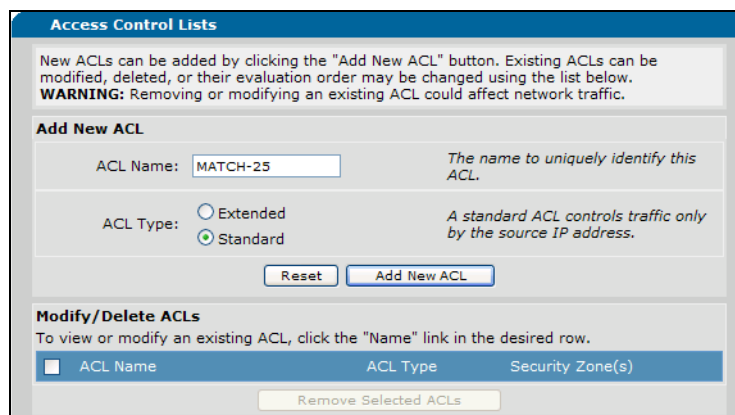 Access Control Lists
New ACLs can be added by clicking the "Add New ACL" button. Existing ACLs can be
modified, deleted, or their evaluation order may be changed using the list below.
WARNING: Removing or modifying an existing ACL could affect network traffic.
Add New ACL
ACL Name: MATCH-25
The name to uniquely identify this
ACL.
ACL Type:
Extended
Standard
A standard ACL controls traffic only
by the source IP address.
Reset Add New ACL
Modify/Delete ACLs
To view or modify an existing ACL, click the "Name" link in the desired row.
ACL Name ACL Type Security Zone(s)
Remove Selected ACLs